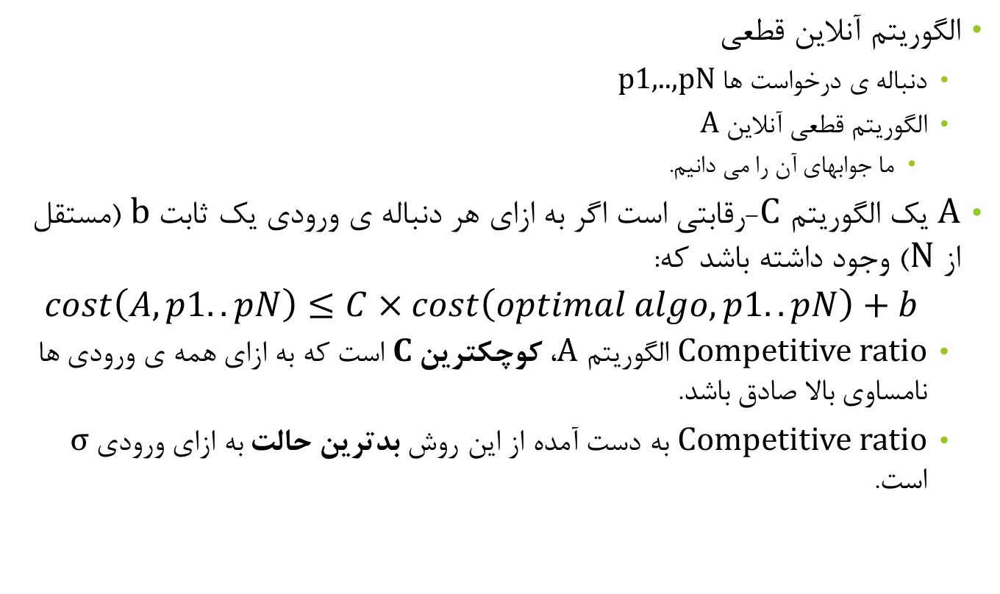 • الگوریتم آنلاین قطعی
• دنباله ی درخواست ها p1,..,pN
• الگوریتم قطعی آنلاین A
• ما جوابهای آن را می دانیم.
• A یک الگوریتم C-رقابتی است اگر به ازای هر دنباله ی ورودی یک ثابت b (مستقل
از N) وجود داشته باشد که:
cost(A,p1..pN) ≤ C × cost(optimal algo,p1..pN) + b
• Competitive ratio الگوریتم A، کوچکترین C است که به ازای همه ی ورودی ها
نامساوی بالا صادق باشد.
• Competitive ratio به دست آمده از این روش بدترین حالت به ازای ورودی σ
است.